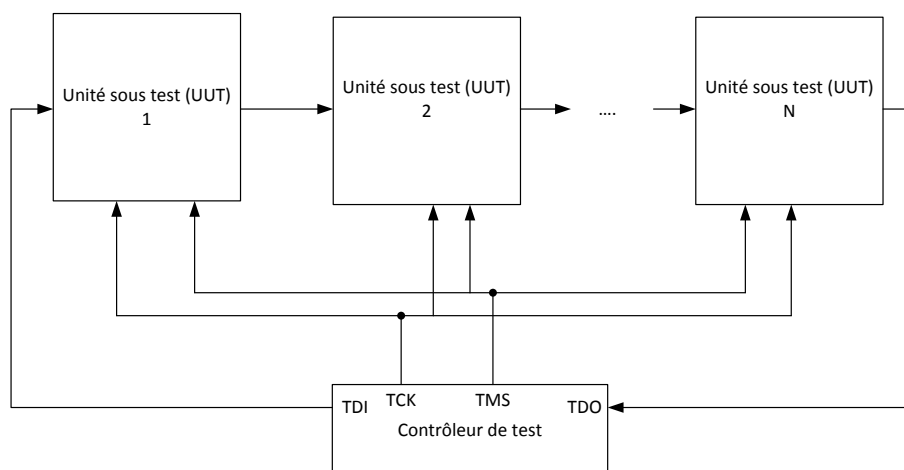 Unité sous test (UUT)
1
Unité sous test (UUT)
2
....
Unité sous test (UUT)
N
TDI
TCK
TMS
TDO
Contrôleur de test